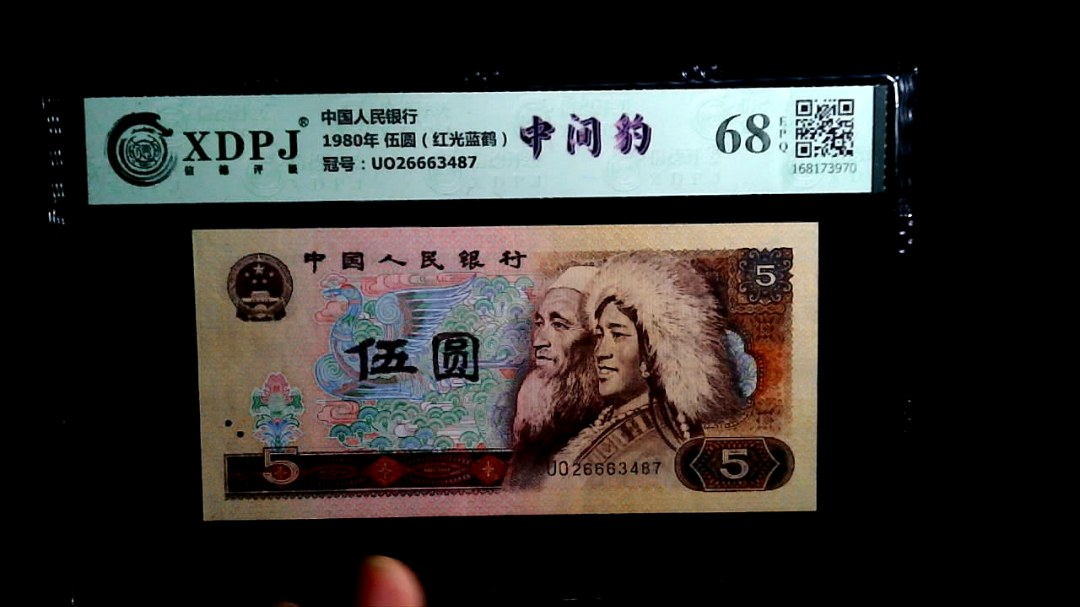 XDPJ®
信德评级
中国人民银行
1980年 伍圆（红光蓝鹤）
冠号：UO26663487
中间豹
68
EPQ
168173970
中国人民银行
5
伍圆
5
UO26663487
5